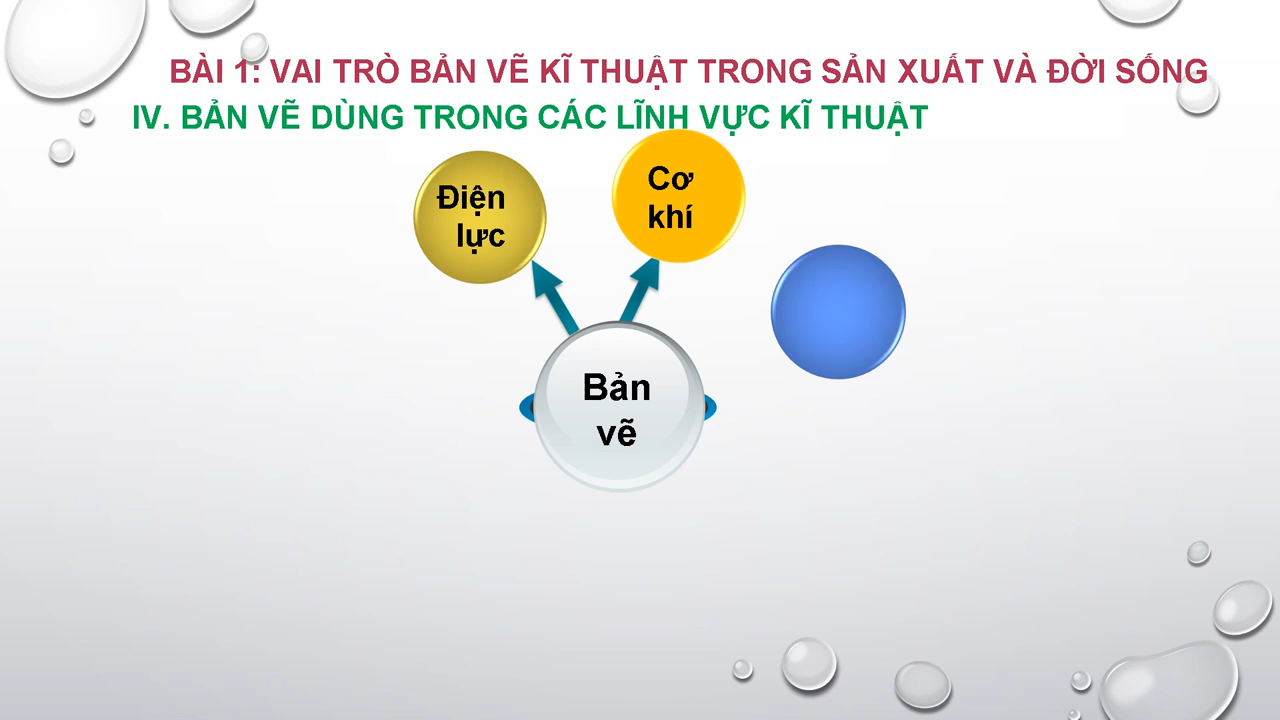 BÀI 1: VAI TRÒ BẢN VẼ KĨ THUẬT TRONG SẢN XUẤT VÀ ĐỜI SỐNG
IV. BẢN VẼ DÙNG TRONG CÁC LĨNH VỰC KĨ THUẬT
Điện
lực
Cơ
khí
Bản
vẽ